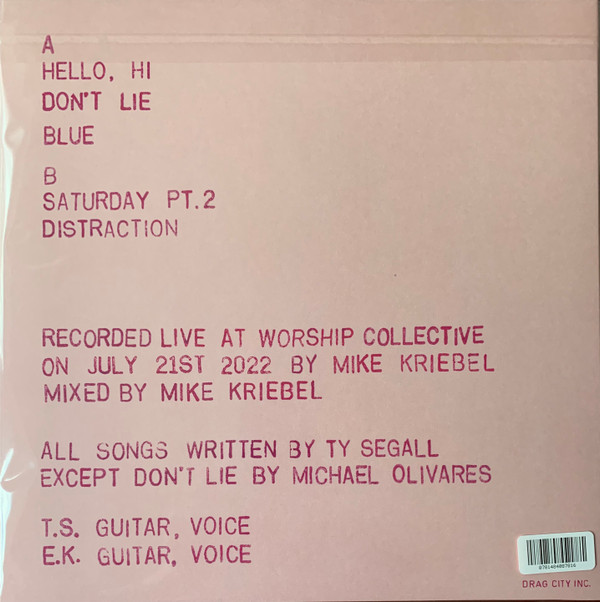 A
HELLO, HI
DON'T LIE
BLUE
B
SATURDAY PT.2
DISTRACTION
RECORDED LIVE AT WORSHIP COLLECTIVE
ON JULY 21ST 2022 BY MIKE KRIEBEL
MIXED BY MIKE KRIEBEL
ALL SONGS WRITTEN BY TY SEGALL
EXCEPT DON'T LIE BY MICHAEL OLIVARES
T.S. GUITAR, VOICE
E.K. GUITAR, VOICE
DRAG CITY INC.